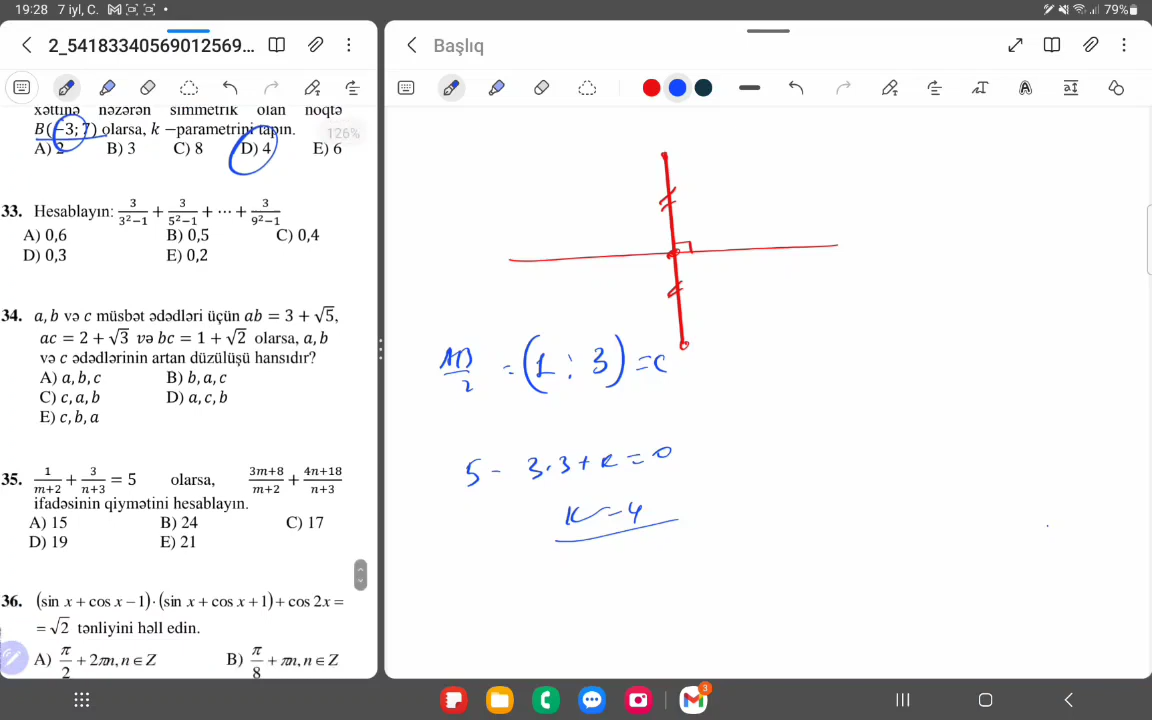 19:28 7 iyl, C. 79%
2_54183340569012569...
Başlıq
xəttinə nəzərən simmetrik olan nöqtə
B(−3; 7) olarsa, k −parametrini tapın.
126%
A) 2 B) 3 C) 8 D) 4 E) 6
33. Hesablayın: 3/(3²−1) + 3/(5²−1) + ⋯ + 3/(9²−1)
A) 0,6 B) 0,5 C) 0,4
D) 0,3 E) 0,2
34. a, b və c müsbət ədədləri üçün ab = 3 + √5,
ac = 2 + √3 və bc = 1 + √2 olarsa, a, b
və c ədədlərinin artan düzülüşü hansıdır?
A) a, b, c B) b, a, c
C) c, a, b D) a, c, b
E) c, b, a
35. 1/(m+2) + 3/(n+3) = 5 olarsa, (3m+8)/(m+2) + (4n+18)/(n+3)
ifadəsinin qiymətini hesablayın.
A) 15 B) 24 C) 17
D) 19 E) 21
36. (sin x + cos x − 1)·(sin x + cos x + 1) + cos 2x =
= √2 tənliyini həll edin.
A) π/2 + 2πn, n ∈ Z B) π/8 + πn, n ∈ Z
AB/2 = (1 ; 3) = C
5 − 3·3 + k = 0
k = 4
3